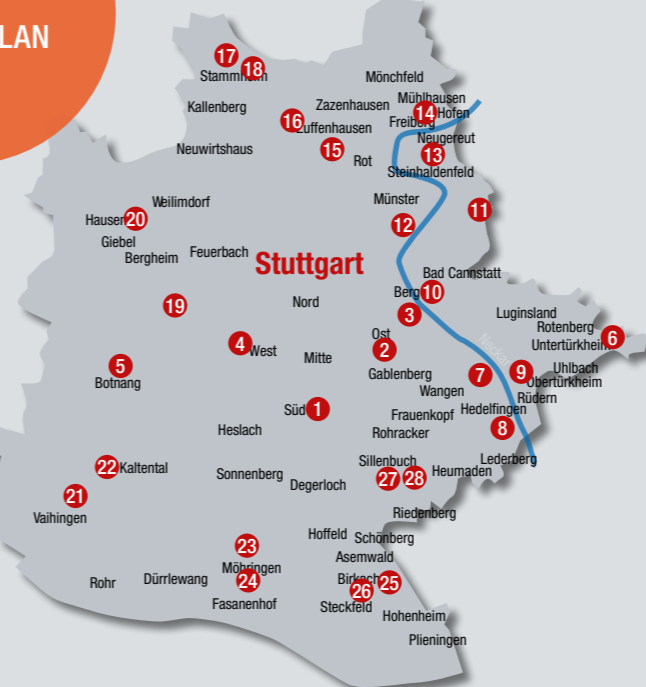 LAN
17
18
Stammheim
Mönchfeld
Kallenberg
Zazenhausen
Mühlhausen
14
Hofen
16
Zuffenhausen
Freiberg
Neugereut
Neuwirtshaus
15
Rot
13
Steinhaldenfeld
Weilimdorf
Münster
11
Hausen
20
12
Giebel
Bergheim
Feuerbach
Stuttgart
Bad Cannstatt
Berg
10
Nord
19
3
Luginsland
Rotenberg
Ost
Untertürkheim
6
4
West
2
Neckar
Mitte
5
Gablenberg
7
9
Uhlbach
Botnang
Wangen
Obertürkheim
Rüdern
Süd
1
Frauenkopf
Hedelfingen
Heslach
Rohracker
8
22
Kaltental
Sillenbuch
Lederberg
Sonnenberg
Degerloch
27
28
Heumaden
21
Vaihingen
Riedenberg
Hoffeld
Schönberg
23
Asemwald
Möhringen
Rohr
Dürrlewang
24
Birkach
25
26
Fasanenhof
Steckfeld
Hohenheim
Plieningen